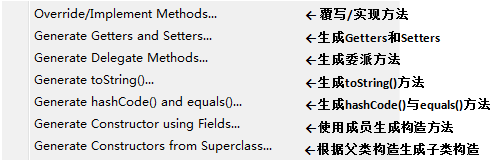 Override/Implement Methods... ←覆写/实现方法
Generate Getters and Setters... ←生成Getters和Setters
Generate Delegate Methods... ←生成委派方法
Generate toString()... ←生成toString()方法
Generate hashCode() and equals()... ←生成hashCode()与equals()方法
Generate Constructor using Fields... ←使用成员生成构造方法
Generate Constructors from Superclass... ←根据父类构造生成子类构造